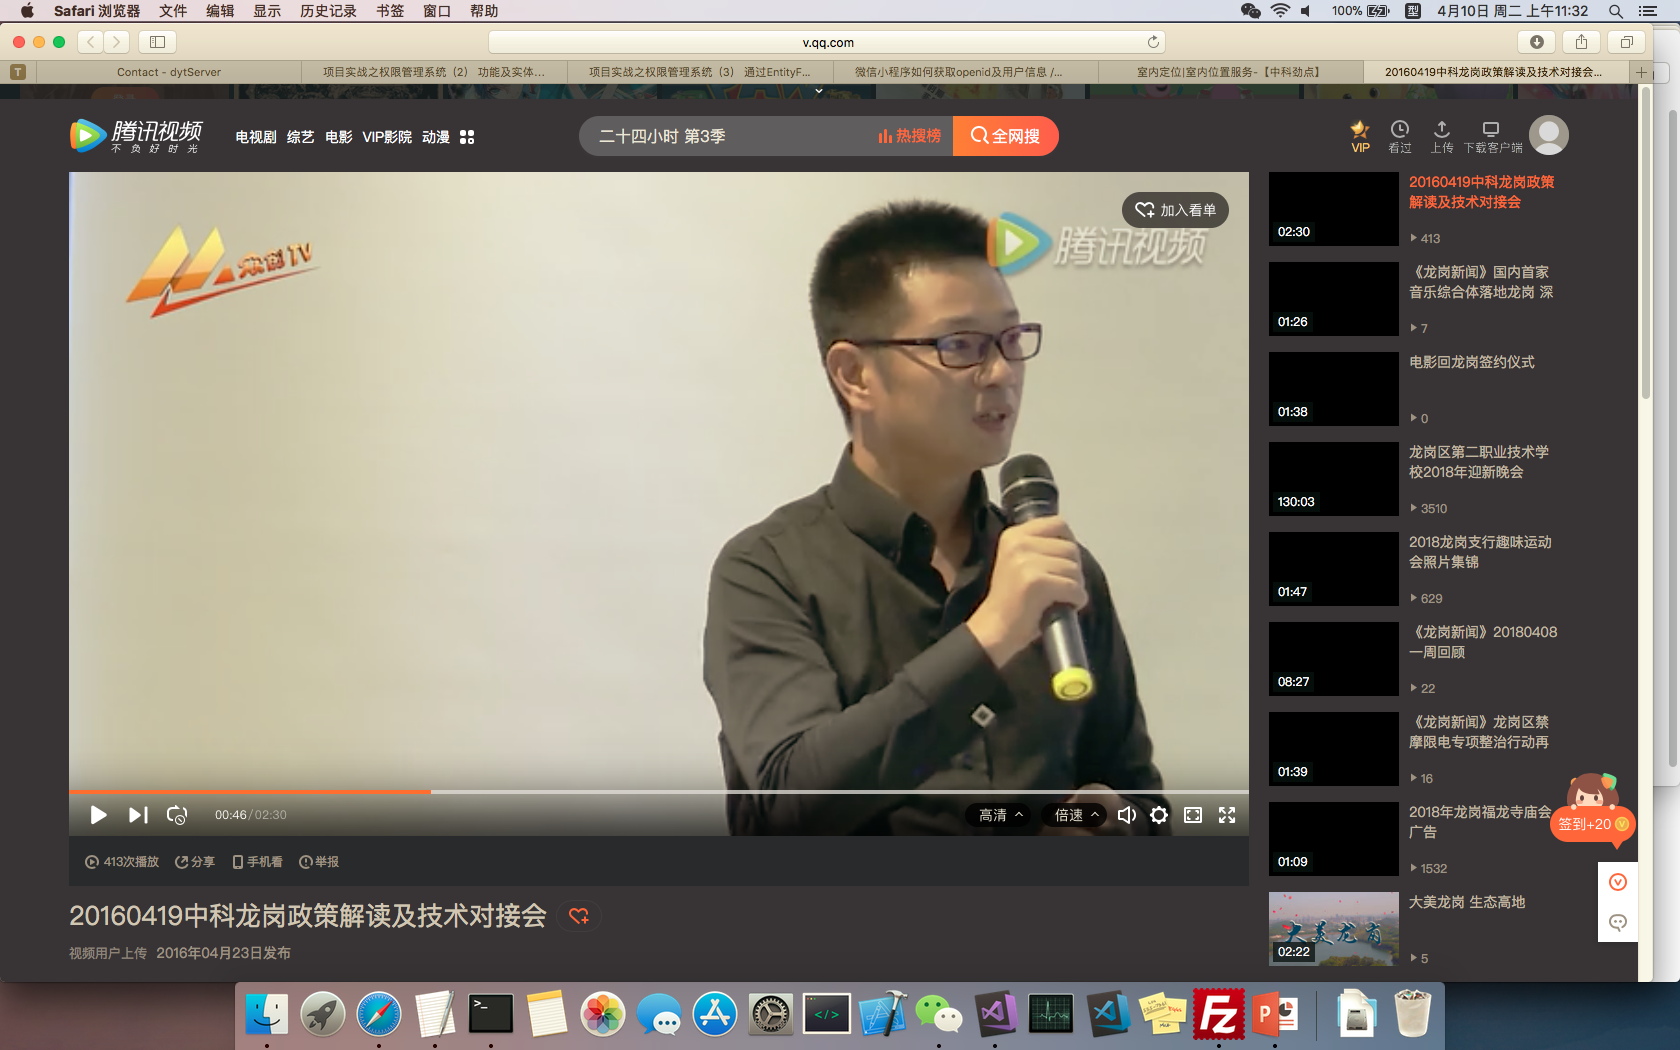 Safari 浏览器 文件 编辑 显示 历史记录 书签 窗口 帮助 100% 型 4月10日 周二 上午11:32
v.qq.com
T Contact - dytServer 项目实战之权限管理系统（2） 功能及实体... 项目实战之权限管理系统（3） 通过EntityF... 微信小程序如何获取openid及用户信息 /... 室内定位|室内位置服务-【中科劲点】 20160419中科龙岗政策解读及技术对接会...
腾讯视频
不负好时光
电视剧 综艺 电影 VIP影院 动漫
二十四小时 第3季 热搜榜 全网搜
VIP 看过 上传 下载客户端
众创TV
加入看单
腾讯视频
00:46/02:30 高清 倍速
413次播放 分享 手机看 举报
20160419中科龙岗政策解读及技术对接会
视频用户上传 2016年04月23日发布
20160419中科龙岗政策
解读及技术对接会
02:30
413
《龙岗新闻》国内首家
音乐综合体落地龙岗 深
01:26
7
电影回龙岗签约仪式
01:38
0
龙岗区第二职业技术学
校2018年迎新晚会
130:03
3510
2018龙岗支行趣味运动
会照片集锦
01:47
629
《龙岗新闻》20180408
一周回顾
08:27
22
《龙岗新闻》龙岗区禁
摩限电专项整治行动再
01:39
16
2018年龙岗福龙寺庙会
广告
01:09
1532
签到+20
大美龙岗 生态高地
大美龙岗
02:22
5